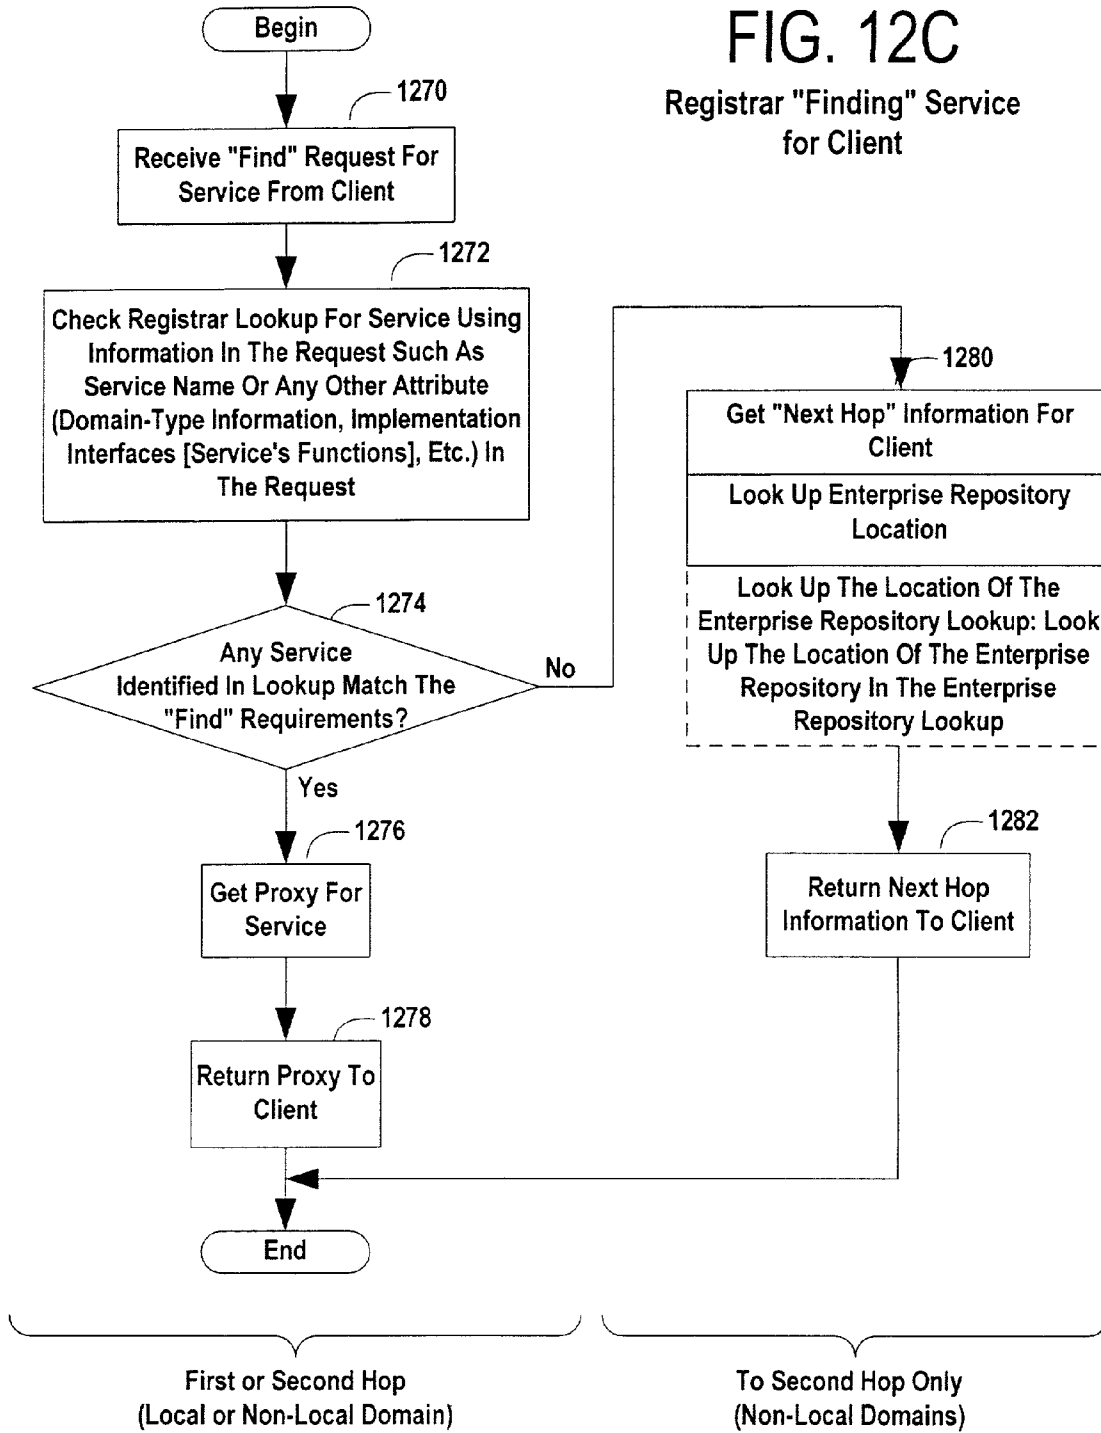 Begin
FIG. 12C
Registrar "Finding" Service
for Client
1270
Receive "Find" Request For
Service From Client
1272
Check Registrar Lookup For Service Using
Information In The Request Such As
Service Name Or Any Other Attribute
(Domain-Type Information, Implementation
Interfaces [Service's Functions], Etc.) In
The Request
1274
Any Service
Identified In Lookup Match The
"Find" Requirements?
No
Yes
1276
Get Proxy For
Service
1278
Return Proxy To
Client
End
1280
Get "Next Hop" Information For
Client
Look Up Enterprise Repository
Location
Look Up The Location Of The
Enterprise Repository Lookup: Look
Up The Location Of The Enterprise
Repository In The Enterprise
Repository Lookup
1282
Return Next Hop
Information To Client
First or Second Hop
(Local or Non-Local Domain)
To Second Hop Only
(Non-Local Domains)